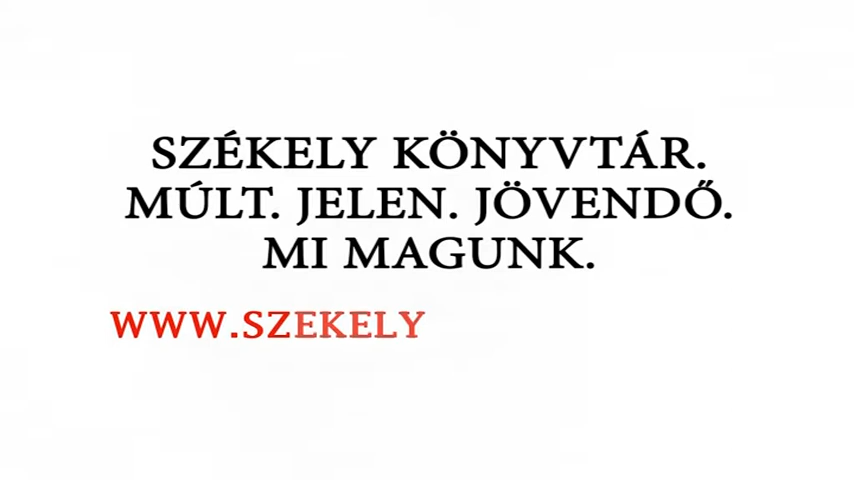 SZÉKELY KÖNYVTÁR.
MÚLT. JELEN. JÖVENDŐ.
MI MAGUNK.
WWW.SZEKELY